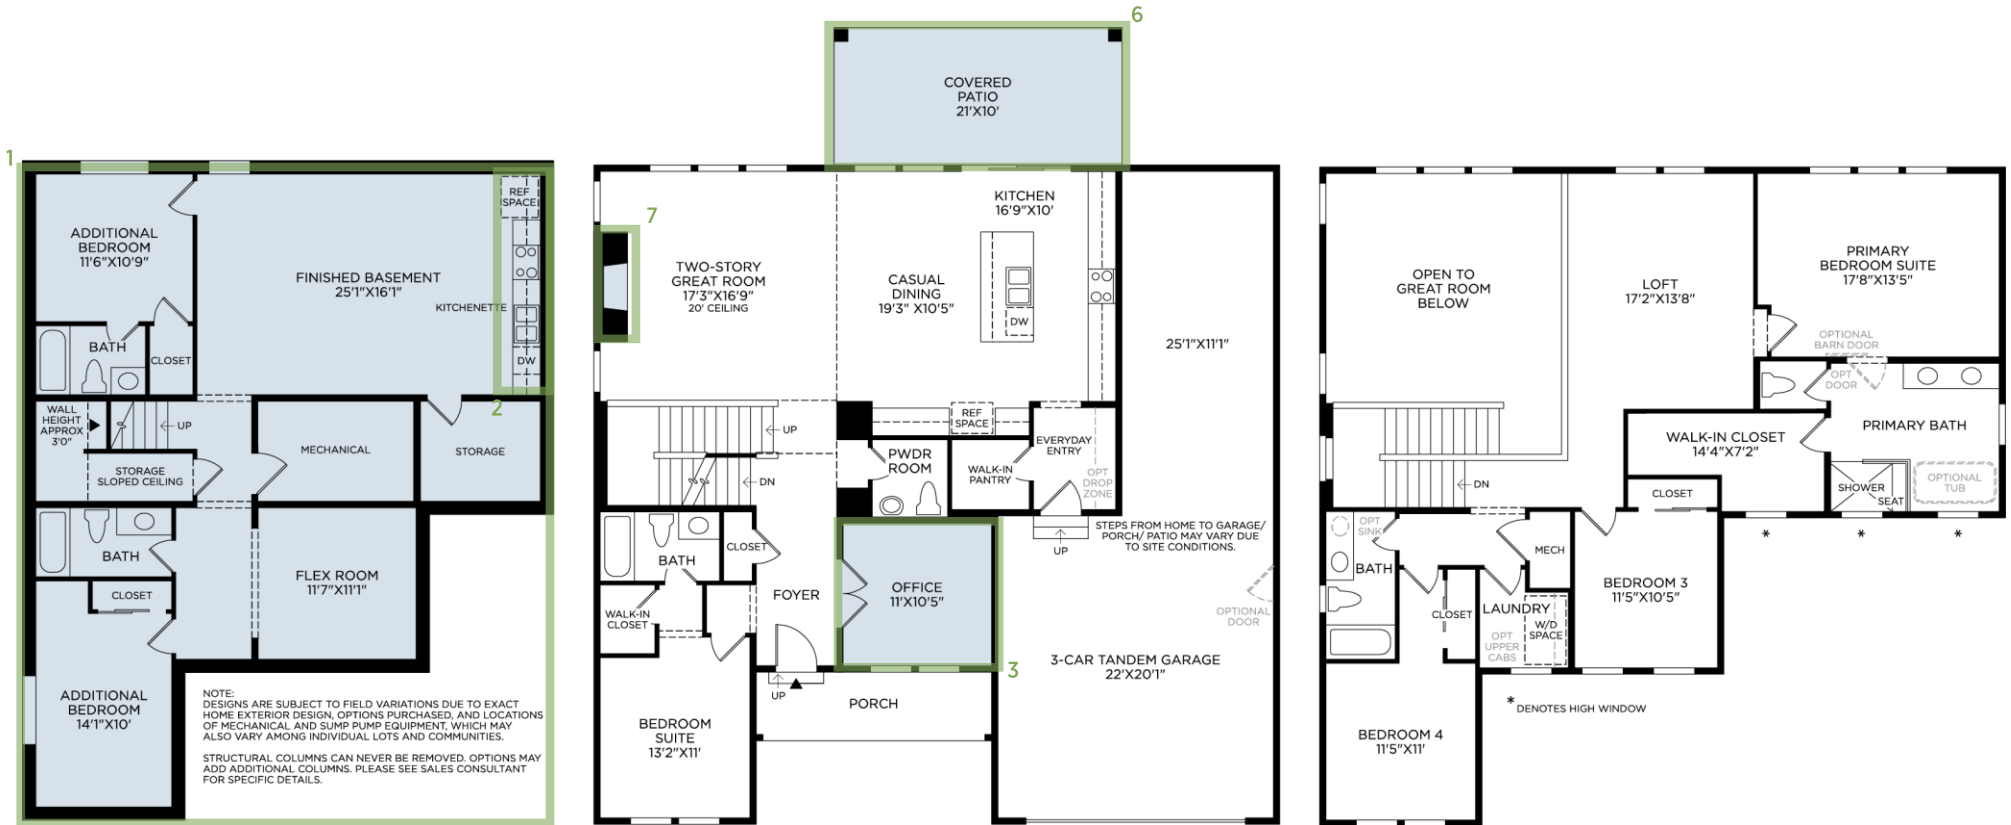 1
ADDITIONAL
BEDROOM
11'6"X10'9"
FINISHED BASEMENT
25'1"X16'1"
REF
SPACE
KITCHENETTE
DW
2
BATH
CLOSET
WALL
HEIGHT
APPROX
3'0"
UP
MECHANICAL
STORAGE
STORAGE
SLOPED CEILING
BATH
CLOSET
FLEX ROOM
11'7"X11'1"
ADDITIONAL
BEDROOM
14'1"X10'
NOTE:
DESIGNS ARE SUBJECT TO FIELD VARIATIONS DUE TO EXACT
HOME EXTERIOR DESIGN, OPTIONS PURCHASED, AND LOCATIONS
OF MECHANICAL AND SUMP PUMP EQUIPMENT, WHICH MAY
ALSO VARY AMONG INDIVIDUAL LOTS AND COMMUNITIES.
STRUCTURAL COLUMNS CAN NEVER BE REMOVED. OPTIONS MAY
ADD ADDITIONAL COLUMNS. PLEASE SEE SALES CONSULTANT
FOR SPECIFIC DETAILS.
6
COVERED
PATIO
21'X10'
7
TWO-STORY
GREAT ROOM
17'3"X16'9"
20' CEILING
CASUAL
DINING
19'3" X10'5"
KITCHEN
16'9"X10'
DW
25'1"X11'1"
REF
SPACE
UP
DN
PWDR
ROOM
WALK-IN
PANTRY
EVERYDAY
ENTRY
OPT
DROP
ZONE
UP
STEPS FROM HOME TO GARAGE/
PORCH/ PATIO MAY VARY DUE
TO SITE CONDITIONS.
BATH
CLOSET
WALK-IN
CLOSET
FOYER
OFFICE
11'X10'5"
3
OPTIONAL
DOOR
3-CAR TANDEM GARAGE
22'X20'1"
UP
PORCH
BEDROOM
SUITE
13'2"X11'
OPEN TO
GREAT ROOM
BELOW
LOFT
17'2"X13'8"
PRIMARY
BEDROOM SUITE
17'8"X13'5"
OPTIONAL
BARN DOOR
OPT
DOOR
PRIMARY BATH
WALK-IN CLOSET
14'4"X7'2"
SHOWER
SEAT
OPTIONAL
TUB
DN
CLOSET
OPT
SINK
BATH
MECH
* * *
BEDROOM 3
11'5"X10'5"
CLOSET
LAUNDRY
W/D
SPACE
OPT
UPPER
CABS
* DENOTES HIGH WINDOW
BEDROOM 4
11'5"X11'